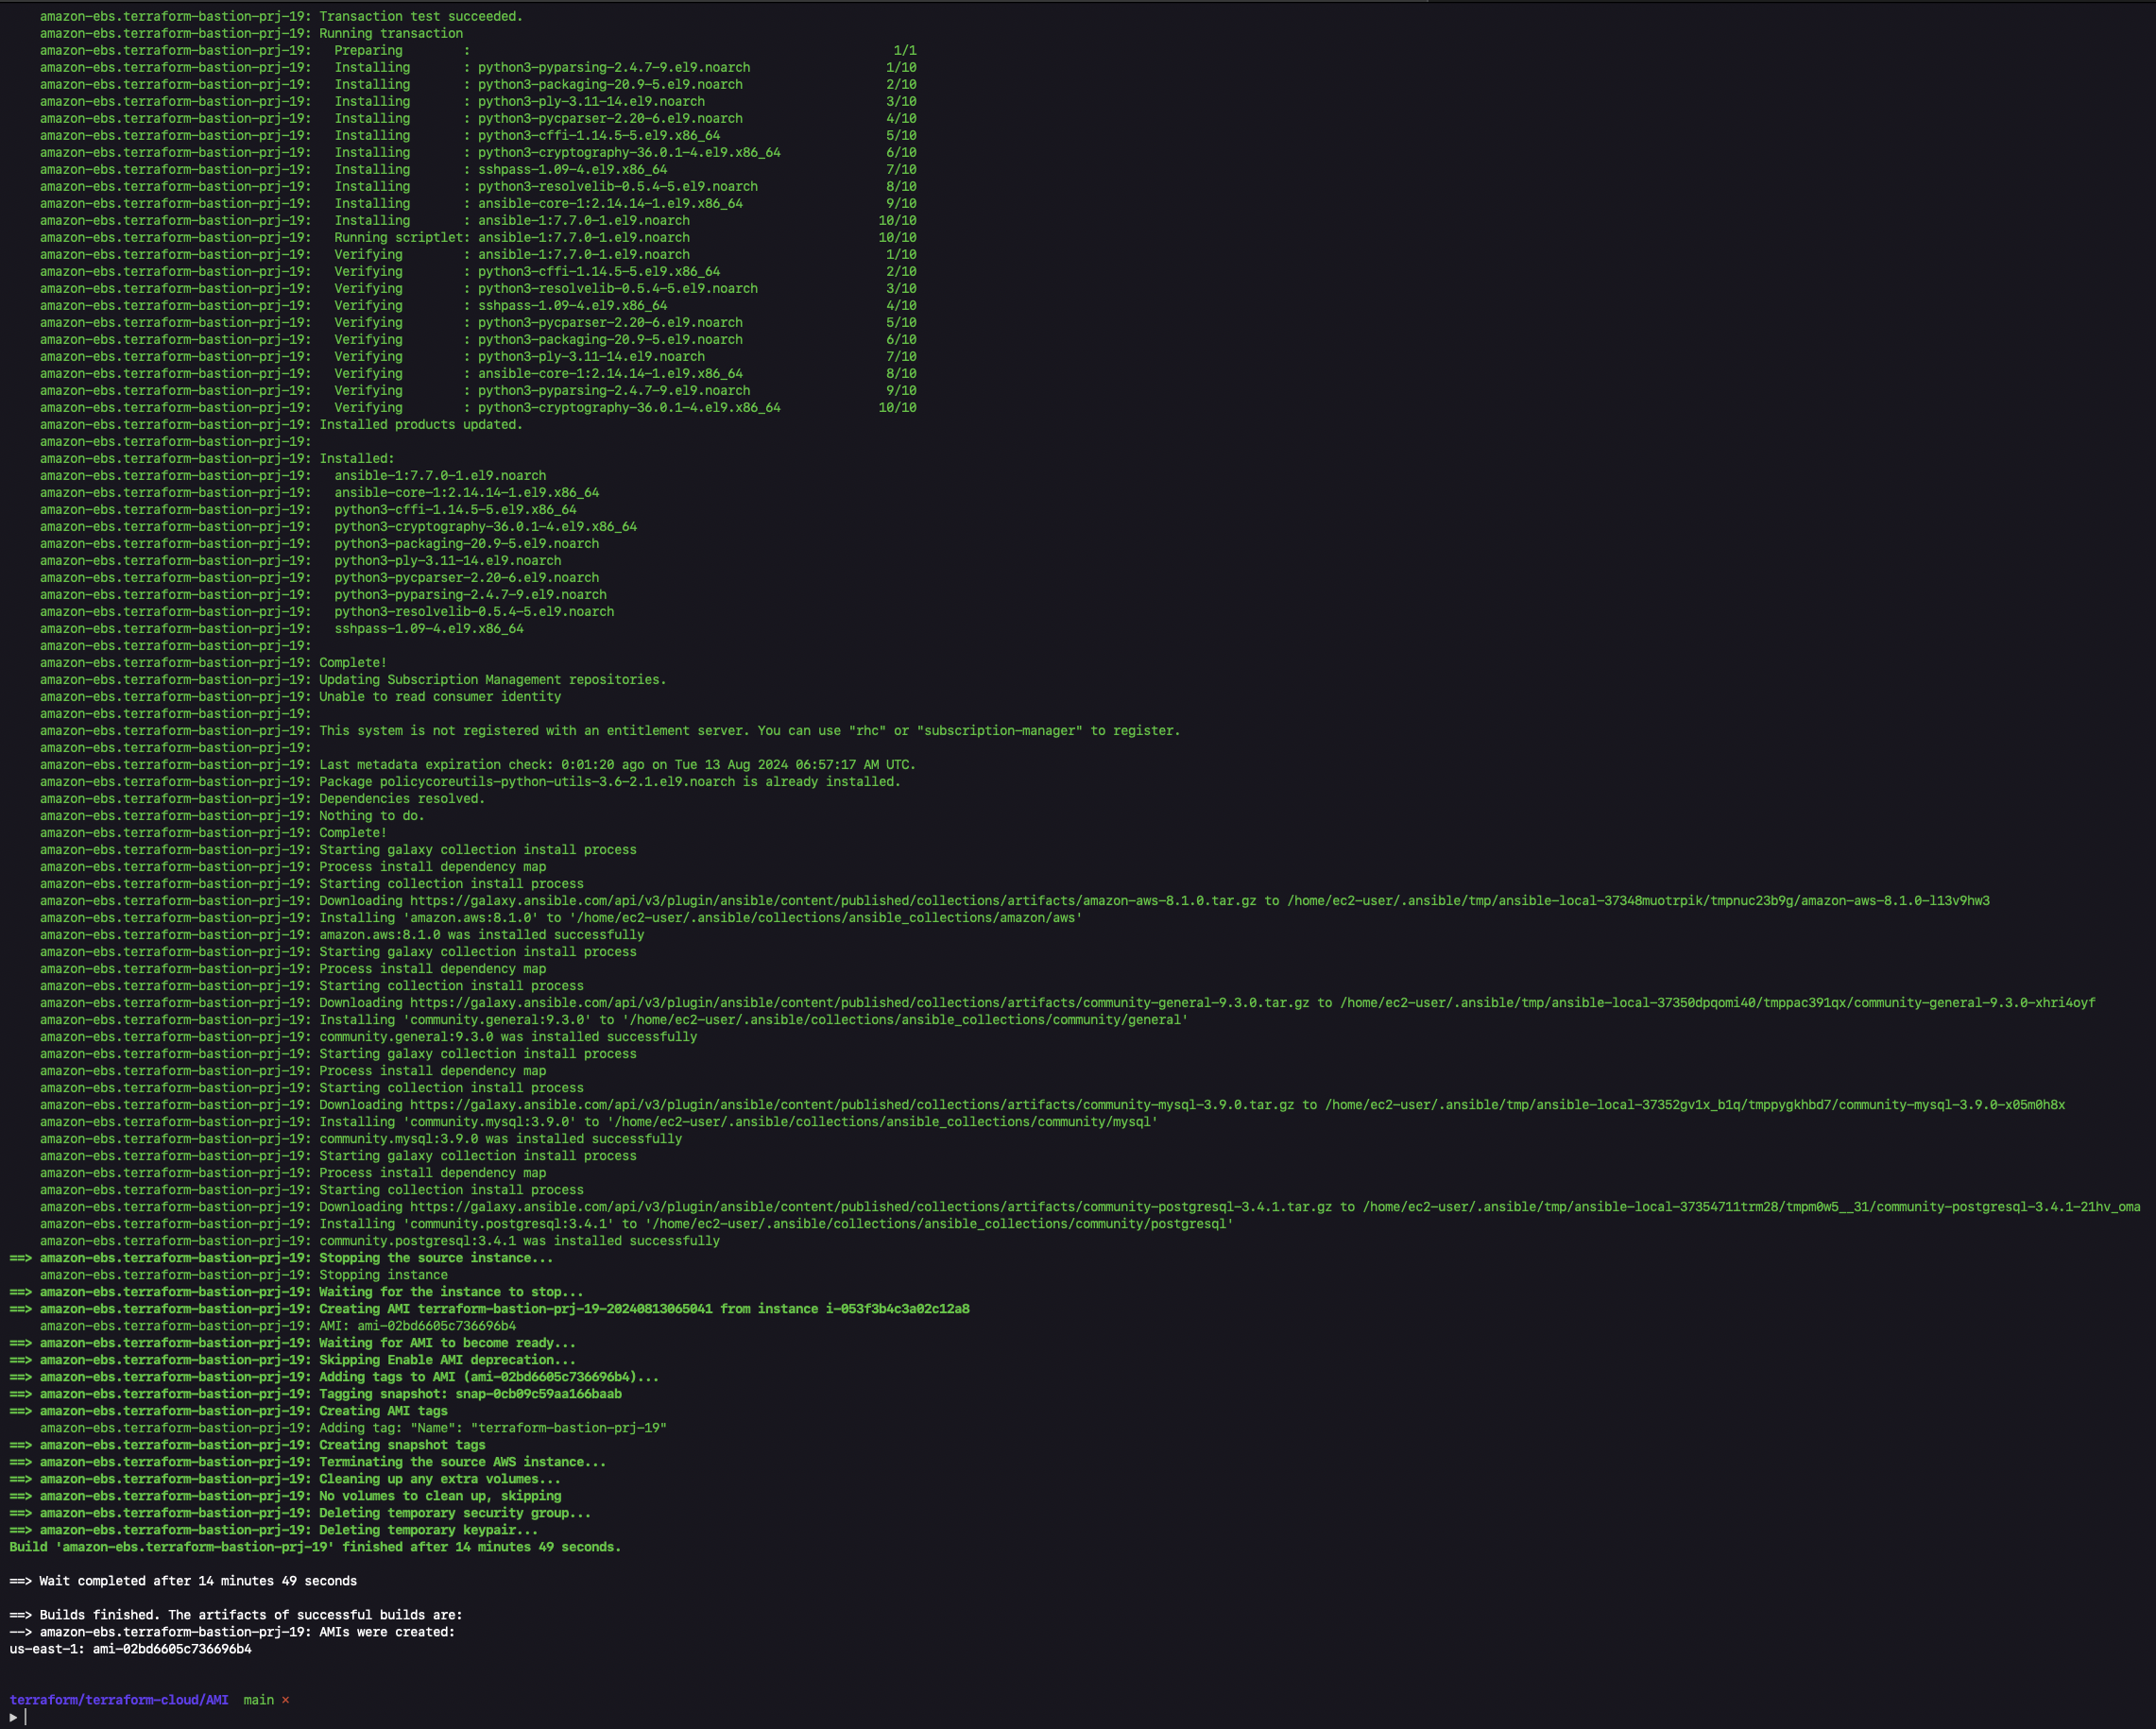 amazon-ebs.terraform-bastion-prj-19: Transaction test succeeded.
amazon-ebs.terraform-bastion-prj-19: Running transaction
amazon-ebs.terraform-bastion-prj-19:   Preparing        :                                                        1/1
amazon-ebs.terraform-bastion-prj-19:   Installing       : python3-pyparsing-2.4.7-9.el9.noarch                  1/10
amazon-ebs.terraform-bastion-prj-19:   Installing       : python3-packaging-20.9-5.el9.noarch                   2/10
amazon-ebs.terraform-bastion-prj-19:   Installing       : python3-ply-3.11-14.el9.noarch                        3/10
amazon-ebs.terraform-bastion-prj-19:   Installing       : python3-pycparser-2.20-6.el9.noarch                   4/10
amazon-ebs.terraform-bastion-prj-19:   Installing       : python3-cffi-1.14.5-5.el9.x86_64                      5/10
amazon-ebs.terraform-bastion-prj-19:   Installing       : python3-cryptography-36.0.1-4.el9.x86_64              6/10
amazon-ebs.terraform-bastion-prj-19:   Installing       : sshpass-1.09-4.el9.x86_64                             7/10
amazon-ebs.terraform-bastion-prj-19:   Installing       : python3-resolvelib-0.5.4-5.el9.noarch                 8/10
amazon-ebs.terraform-bastion-prj-19:   Installing       : ansible-core-1:2.14.14-1.el9.x86_64                   9/10
amazon-ebs.terraform-bastion-prj-19:   Installing       : ansible-1:7.7.0-1.el9.noarch                         10/10
amazon-ebs.terraform-bastion-prj-19:   Running scriptlet: ansible-1:7.7.0-1.el9.noarch                         10/10
amazon-ebs.terraform-bastion-prj-19:   Verifying        : ansible-1:7.7.0-1.el9.noarch                          1/10
amazon-ebs.terraform-bastion-prj-19:   Verifying        : python3-cffi-1.14.5-5.el9.x86_64                      2/10
amazon-ebs.terraform-bastion-prj-19:   Verifying        : python3-resolvelib-0.5.4-5.el9.noarch                 3/10
amazon-ebs.terraform-bastion-prj-19:   Verifying        : sshpass-1.09-4.el9.x86_64                             4/10
amazon-ebs.terraform-bastion-prj-19:   Verifying        : python3-pycparser-2.20-6.el9.noarch                   5/10
amazon-ebs.terraform-bastion-prj-19:   Verifying        : python3-packaging-20.9-5.el9.noarch                   6/10
amazon-ebs.terraform-bastion-prj-19:   Verifying        : python3-ply-3.11-14.el9.noarch                        7/10
amazon-ebs.terraform-bastion-prj-19:   Verifying        : ansible-core-1:2.14.14-1.el9.x86_64                   8/10
amazon-ebs.terraform-bastion-prj-19:   Verifying        : python3-pyparsing-2.4.7-9.el9.noarch                  9/10
amazon-ebs.terraform-bastion-prj-19:   Verifying        : python3-cryptography-36.0.1-4.el9.x86_64             10/10
amazon-ebs.terraform-bastion-prj-19: Installed products updated.
amazon-ebs.terraform-bastion-prj-19:
amazon-ebs.terraform-bastion-prj-19: Installed:
amazon-ebs.terraform-bastion-prj-19:   ansible-1:7.7.0-1.el9.noarch
amazon-ebs.terraform-bastion-prj-19:   ansible-core-1:2.14.14-1.el9.x86_64
amazon-ebs.terraform-bastion-prj-19:   python3-cffi-1.14.5-5.el9.x86_64
amazon-ebs.terraform-bastion-prj-19:   python3-cryptography-36.0.1-4.el9.x86_64
amazon-ebs.terraform-bastion-prj-19:   python3-packaging-20.9-5.el9.noarch
amazon-ebs.terraform-bastion-prj-19:   python3-ply-3.11-14.el9.noarch
amazon-ebs.terraform-bastion-prj-19:   python3-pycparser-2.20-6.el9.noarch
amazon-ebs.terraform-bastion-prj-19:   python3-pyparsing-2.4.7-9.el9.noarch
amazon-ebs.terraform-bastion-prj-19:   python3-resolvelib-0.5.4-5.el9.noarch
amazon-ebs.terraform-bastion-prj-19:   sshpass-1.09-4.el9.x86_64
amazon-ebs.terraform-bastion-prj-19:
amazon-ebs.terraform-bastion-prj-19: Complete!
amazon-ebs.terraform-bastion-prj-19: Updating Subscription Management repositories.
amazon-ebs.terraform-bastion-prj-19: Unable to read consumer identity
amazon-ebs.terraform-bastion-prj-19:
amazon-ebs.terraform-bastion-prj-19: This system is not registered with an entitlement server. You can use "rhc" or "subscription-manager" to register.
amazon-ebs.terraform-bastion-prj-19:
amazon-ebs.terraform-bastion-prj-19: Last metadata expiration check: 0:01:20 ago on Tue 13 Aug 2024 06:57:17 AM UTC.
amazon-ebs.terraform-bastion-prj-19: Package policycoreutils-python-utils-3.6-2.1.el9.noarch is already installed.
amazon-ebs.terraform-bastion-prj-19: Dependencies resolved.
amazon-ebs.terraform-bastion-prj-19: Nothing to do.
amazon-ebs.terraform-bastion-prj-19: Complete!
amazon-ebs.terraform-bastion-prj-19: Starting galaxy collection install process
amazon-ebs.terraform-bastion-prj-19: Process install dependency map
amazon-ebs.terraform-bastion-prj-19: Starting collection install process
amazon-ebs.terraform-bastion-prj-19: Downloading https://galaxy.ansible.com/api/v3/plugin/ansible/content/published/collections/artifacts/amazon-aws-8.1.0.tar.gz to /home/ec2-user/.ansible/tmp/ansible-local-37348muotrpik/tmpnuc23b9g/amazon-aws-8.1.0-l13v9hw3
amazon-ebs.terraform-bastion-prj-19: Installing 'amazon.aws:8.1.0' to '/home/ec2-user/.ansible/collections/ansible_collections/amazon/aws'
amazon-ebs.terraform-bastion-prj-19: amazon.aws:8.1.0 was installed successfully
amazon-ebs.terraform-bastion-prj-19: Starting galaxy collection install process
amazon-ebs.terraform-bastion-prj-19: Process install dependency map
amazon-ebs.terraform-bastion-prj-19: Starting collection install process
amazon-ebs.terraform-bastion-prj-19: Downloading https://galaxy.ansible.com/api/v3/plugin/ansible/content/published/collections/artifacts/community-general-9.3.0.tar.gz to /home/ec2-user/.ansible/tmp/ansible-local-37350dpqomi40/tmppac391qx/community-general-9.3.0-xhri4oyf
amazon-ebs.terraform-bastion-prj-19: Installing 'community.general:9.3.0' to '/home/ec2-user/.ansible/collections/ansible_collections/community/general'
amazon-ebs.terraform-bastion-prj-19: community.general:9.3.0 was installed successfully
amazon-ebs.terraform-bastion-prj-19: Starting galaxy collection install process
amazon-ebs.terraform-bastion-prj-19: Process install dependency map
amazon-ebs.terraform-bastion-prj-19: Starting collection install process
amazon-ebs.terraform-bastion-prj-19: Downloading https://galaxy.ansible.com/api/v3/plugin/ansible/content/published/collections/artifacts/community-mysql-3.9.0.tar.gz to /home/ec2-user/.ansible/tmp/ansible-local-37352gv1x_b1q/tmppygkhbd7/community-mysql-3.9.0-x05m0h8x
amazon-ebs.terraform-bastion-prj-19: Installing 'community.mysql:3.9.0' to '/home/ec2-user/.ansible/collections/ansible_collections/community/mysql'
amazon-ebs.terraform-bastion-prj-19: community.mysql:3.9.0 was installed successfully
amazon-ebs.terraform-bastion-prj-19: Starting galaxy collection install process
amazon-ebs.terraform-bastion-prj-19: Process install dependency map
amazon-ebs.terraform-bastion-prj-19: Starting collection install process
amazon-ebs.terraform-bastion-prj-19: Downloading https://galaxy.ansible.com/api/v3/plugin/ansible/content/published/collections/artifacts/community-postgresql-3.4.1.tar.gz to /home/ec2-user/.ansible/tmp/ansible-local-37354711trm28/tmpm0w5__31/community-postgresql-3.4.1-21hv_oma
amazon-ebs.terraform-bastion-prj-19: Installing 'community.postgresql:3.4.1' to '/home/ec2-user/.ansible/collections/ansible_collections/community/postgresql'
amazon-ebs.terraform-bastion-prj-19: community.postgresql:3.4.1 was installed successfully
==> amazon-ebs.terraform-bastion-prj-19: Stopping the source instance...
amazon-ebs.terraform-bastion-prj-19: Stopping instance
==> amazon-ebs.terraform-bastion-prj-19: Waiting for the instance to stop...
==> amazon-ebs.terraform-bastion-prj-19: Creating AMI terraform-bastion-prj-19-20240813065041 from instance i-053f3b4c3a02c12a8
amazon-ebs.terraform-bastion-prj-19: AMI: ami-02bd6605c736696b4
==> amazon-ebs.terraform-bastion-prj-19: Waiting for AMI to become ready...
==> amazon-ebs.terraform-bastion-prj-19: Skipping Enable AMI deprecation...
==> amazon-ebs.terraform-bastion-prj-19: Adding tags to AMI (ami-02bd6605c736696b4)...
==> amazon-ebs.terraform-bastion-prj-19: Tagging snapshot: snap-0cb09c59aa166baab
==> amazon-ebs.terraform-bastion-prj-19: Creating AMI tags
amazon-ebs.terraform-bastion-prj-19: Adding tag: "Name": "terraform-bastion-prj-19"
==> amazon-ebs.terraform-bastion-prj-19: Creating snapshot tags
==> amazon-ebs.terraform-bastion-prj-19: Terminating the source AWS instance...
==> amazon-ebs.terraform-bastion-prj-19: Cleaning up any extra volumes...
==> amazon-ebs.terraform-bastion-prj-19: No volumes to clean up, skipping
==> amazon-ebs.terraform-bastion-prj-19: Deleting temporary security group...
==> amazon-ebs.terraform-bastion-prj-19: Deleting temporary keypair...
Build 'amazon-ebs.terraform-bastion-prj-19' finished after 14 minutes 49 seconds.
==> Wait completed after 14 minutes 49 seconds
==> Builds finished. The artifacts of successful builds are:
--> amazon-ebs.terraform-bastion-prj-19: AMIs were created:
us-east-1: ami-02bd6605c736696b4
terraform/terraform-cloud/AMI  main ×
▶